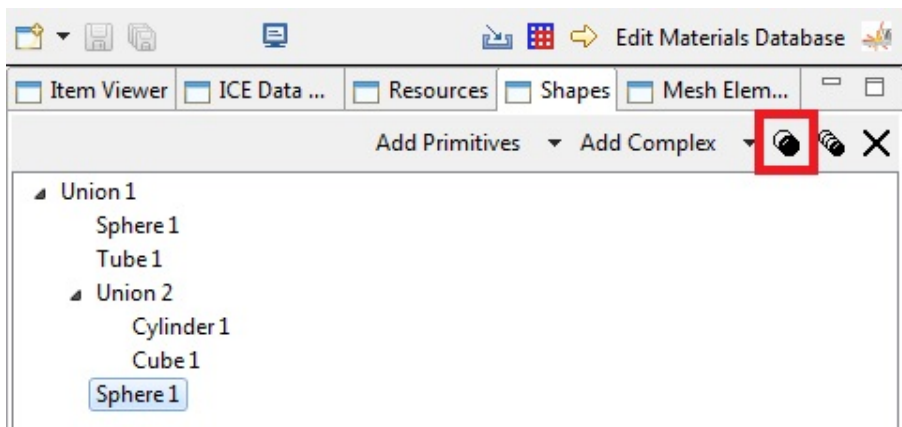 Edit Materials Database
Item Viewer ICE Data ... Resources Shapes Mesh Elem...
Add Primitives Add Complex
Union 1
Sphere 1
Tube 1
Union 2
Cylinder 1
Cube 1
Sphere 1